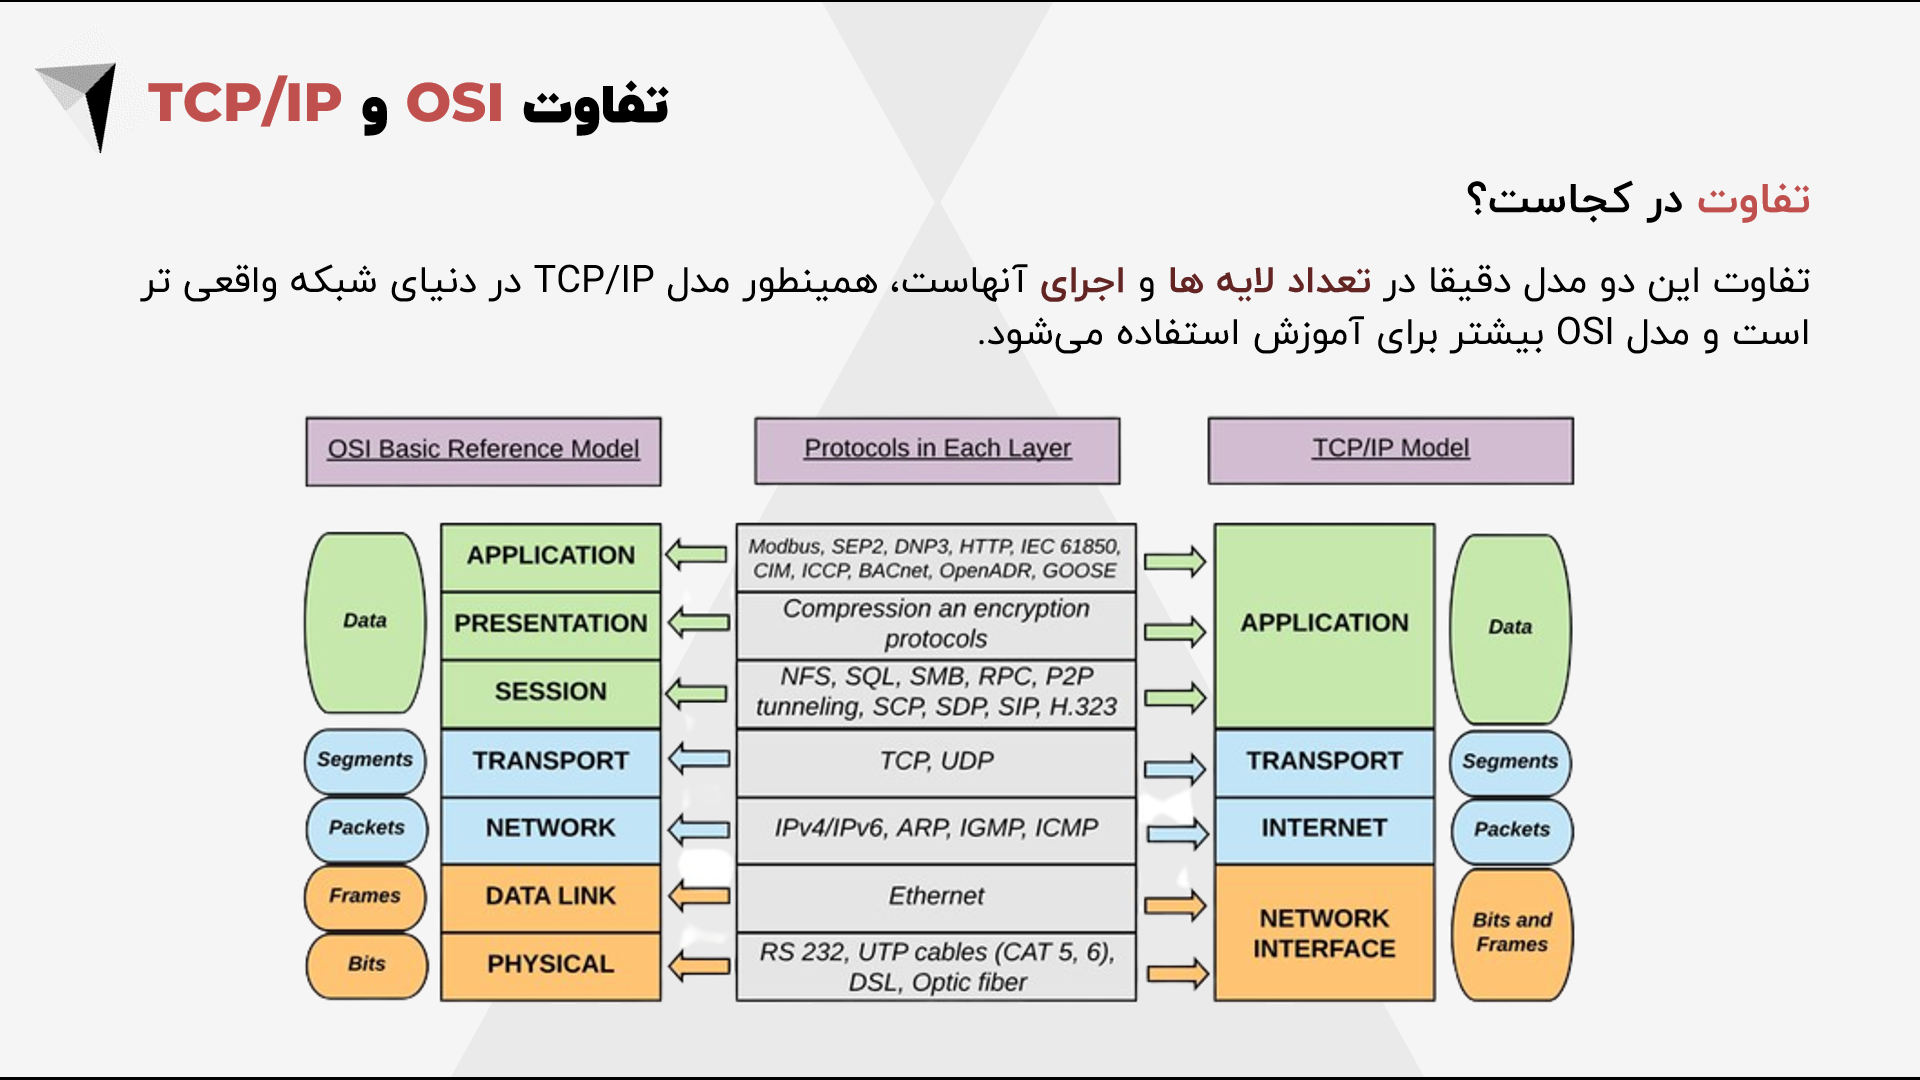 تفاوت OSI و TCP/IP
تفاوت در کجاست؟
تفاوت این دو مدل دقیقا در تعداد لایه ها و اجرای آنهاست، همینطور مدل TCP/IP در دنیای شبکه واقعی تر
است و مدل OSI بیشتر برای آموزش استفاده می‌شود.
OSI Basic Reference Model
Protocols in Each Layer
TCP/IP Model
Data
APPLICATION
Modbus, SEP2, DNP3, HTTP, IEC 61850,
CIM, ICCP, BACnet, OpenADR, GOOSE
APPLICATION
Data
PRESENTATION
Compression an encryption
protocols
SESSION
NFS, SQL, SMB, RPC, P2P
tunneling, SCP, SDP, SIP, H.323
Segments
TRANSPORT
TCP, UDP
TRANSPORT
Segments
Packets
NETWORK
IPv4/IPv6, ARP, IGMP, ICMP
INTERNET
Packets
Frames
DATA LINK
Ethernet
NETWORK
INTERFACE
Bits and
Frames
Bits
PHYSICAL
RS 232, UTP cables (CAT 5, 6),
DSL, Optic fiber